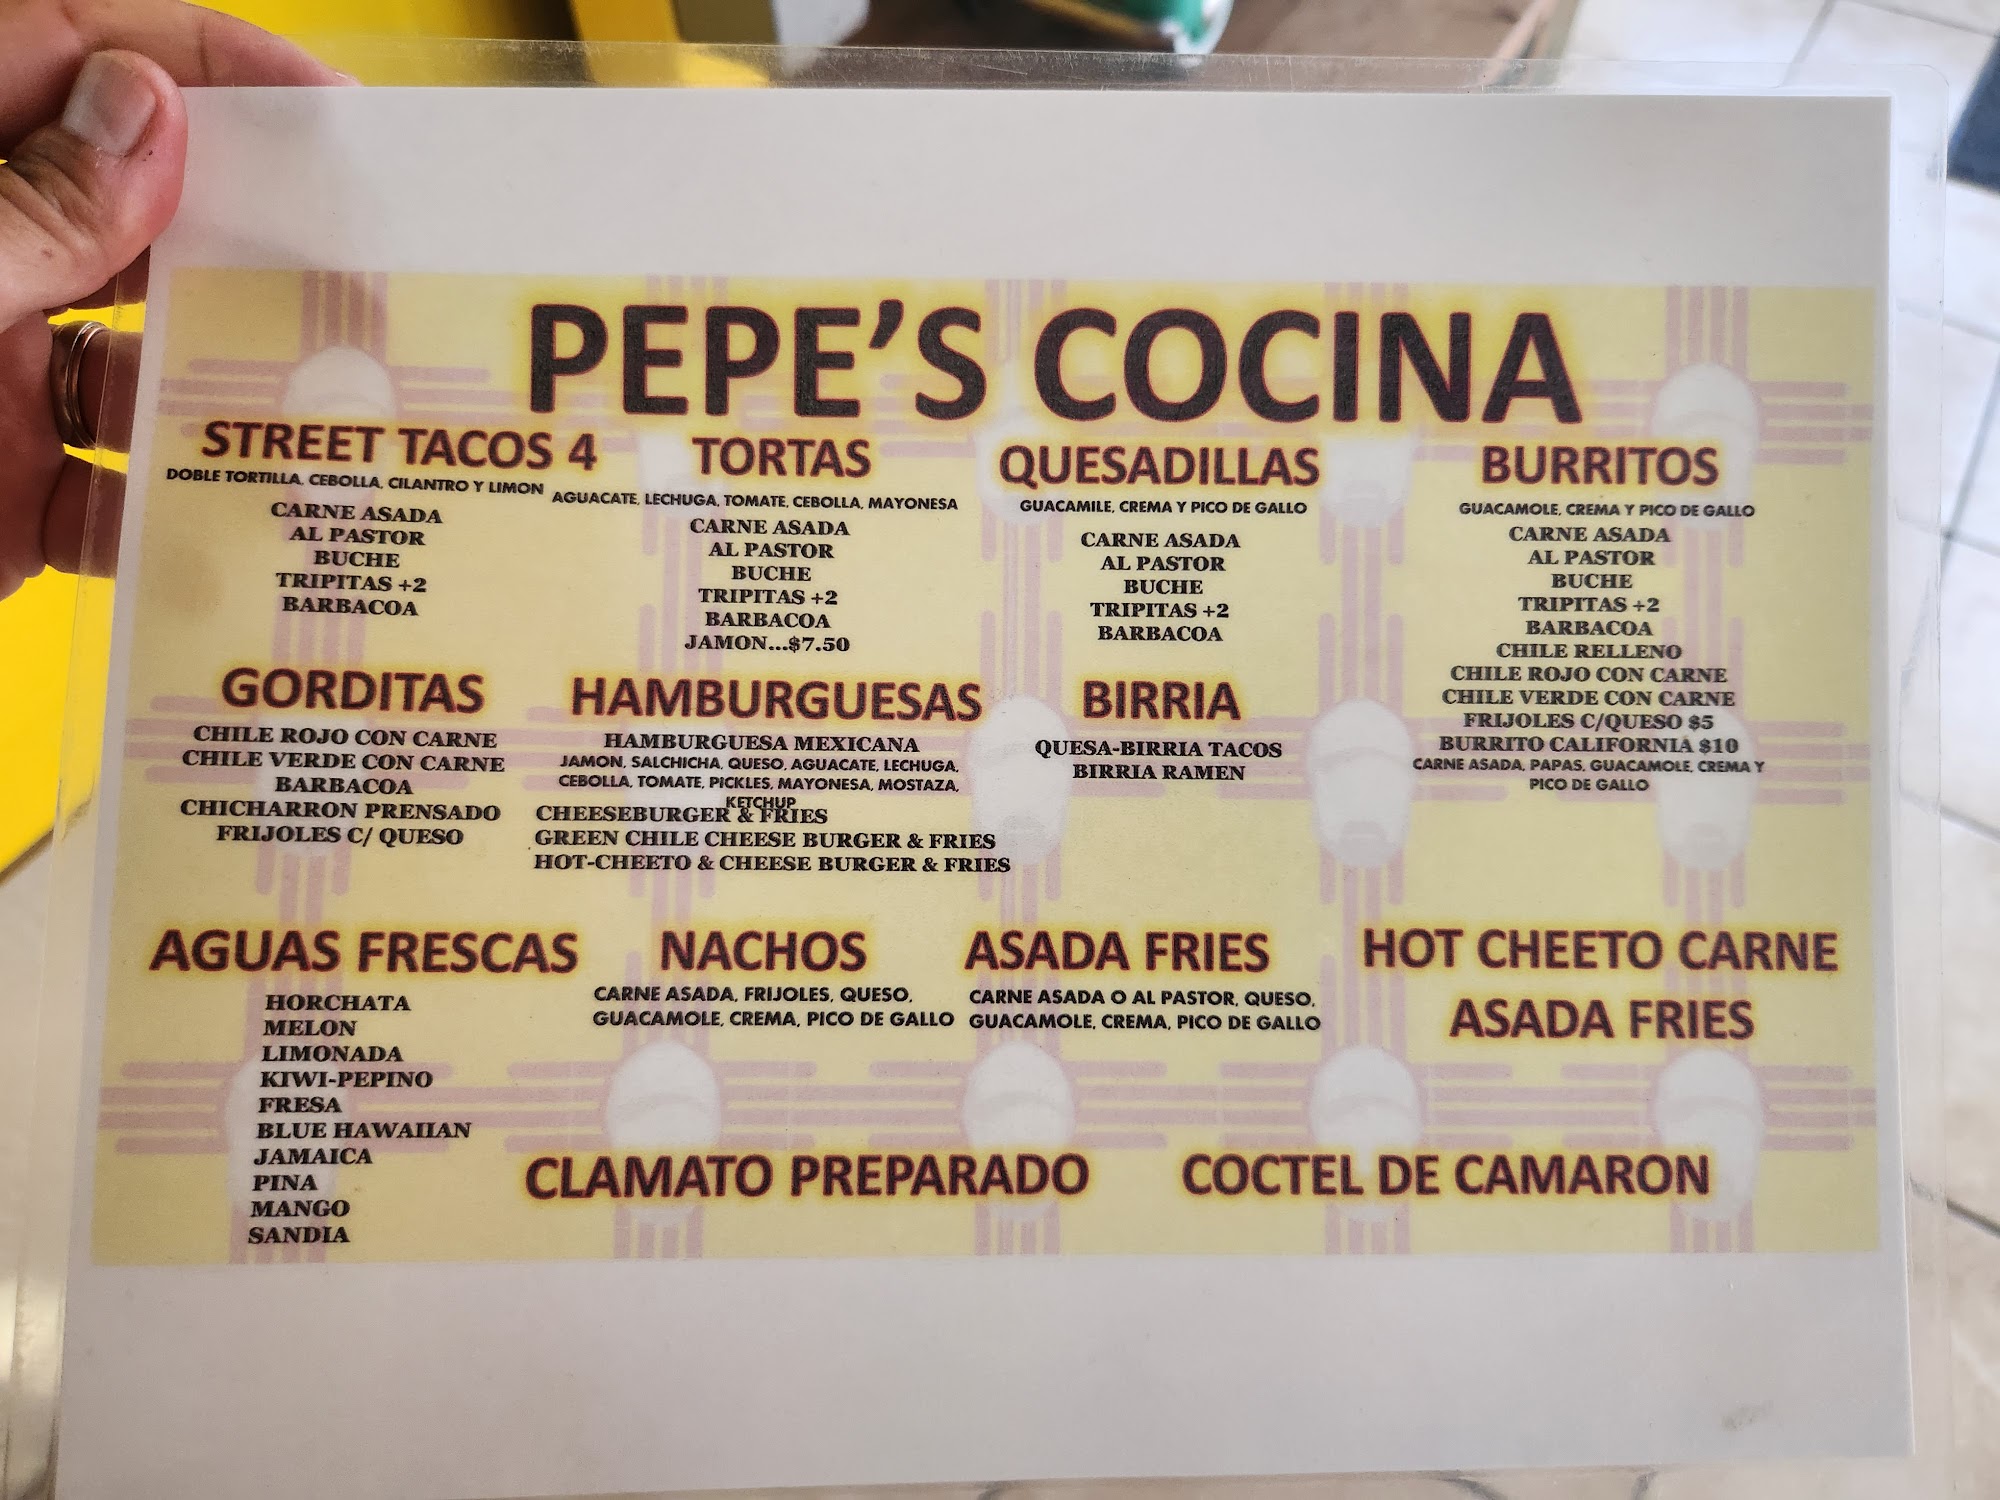 PEPE'S COCINA
STREET TACOS 4
DOBLE TORTILLA, CEBOLLA, CILANTRO Y LIMON
CARNE ASADA
AL PASTOR
BUCHE
TRIPITAS +2
BARBACOA
TORTAS
AGUACATE, LECHUGA, TOMATE, CEBOLLA, MAYONESA
CARNE ASADA
AL PASTOR
BUCHE
TRIPITAS +2
BARBACOA
JAMON...$7.50
QUESADILLAS
GUACAMILE, CREMA Y PICO DE GALLO
CARNE ASADA
AL PASTOR
BUCHE
TRIPITAS +2
BARBACOA
BURRITOS
GUACAMOLE, CREMA Y PICO DE GALLO
CARNE ASADA
AL PASTOR
BUCHE
TRIPITAS +2
BARBACOA
CHILE RELLENO
CHILE ROJO CON CARNE
CHILE VERDE CON CARNE
FRIJOLES C/QUESO $5
BURRITO CALIFORNIA $10
CARNE ASADA, PAPAS, GUACAMOLE, CREMA Y
PICO DE GALLO
GORDITAS
CHILE ROJO CON CARNE
CHILE VERDE CON CARNE
BARBACOA
CHICHARRON PRENSADO
FRIJOLES C/ QUESO
HAMBURGUESAS
HAMBURGUESA MEXICANA
JAMON, SALCHICHA, QUESO, AGUACATE, LECHUGA,
CEBOLLA, TOMATE, PICKLES, MAYONESA, MOSTAZA,
KETCHUP
CHEESEBURGER & FRIES
GREEN CHILE CHEESE BURGER & FRIES
HOT-CHEETO & CHEESE BURGER & FRIES
BIRRIA
QUESA-BIRRIA TACOS
BIRRIA RAMEN
AGUAS FRESCAS
HORCHATA
MELON
LIMONADA
KIWI-PEPINO
FRESA
BLUE HAWAIIAN
JAMAICA
PINA
MANGO
SANDIA
NACHOS
CARNE ASADA, FRIJOLES, QUESO,
GUACAMOLE, CREMA, PICO DE GALLO
ASADA FRIES
CARNE ASADA O AL PASTOR, QUESO,
GUACAMOLE, CREMA, PICO DE GALLO
HOT CHEETO CARNE
ASADA FRIES
CLAMATO PREPARADO
COCTEL DE CAMARON